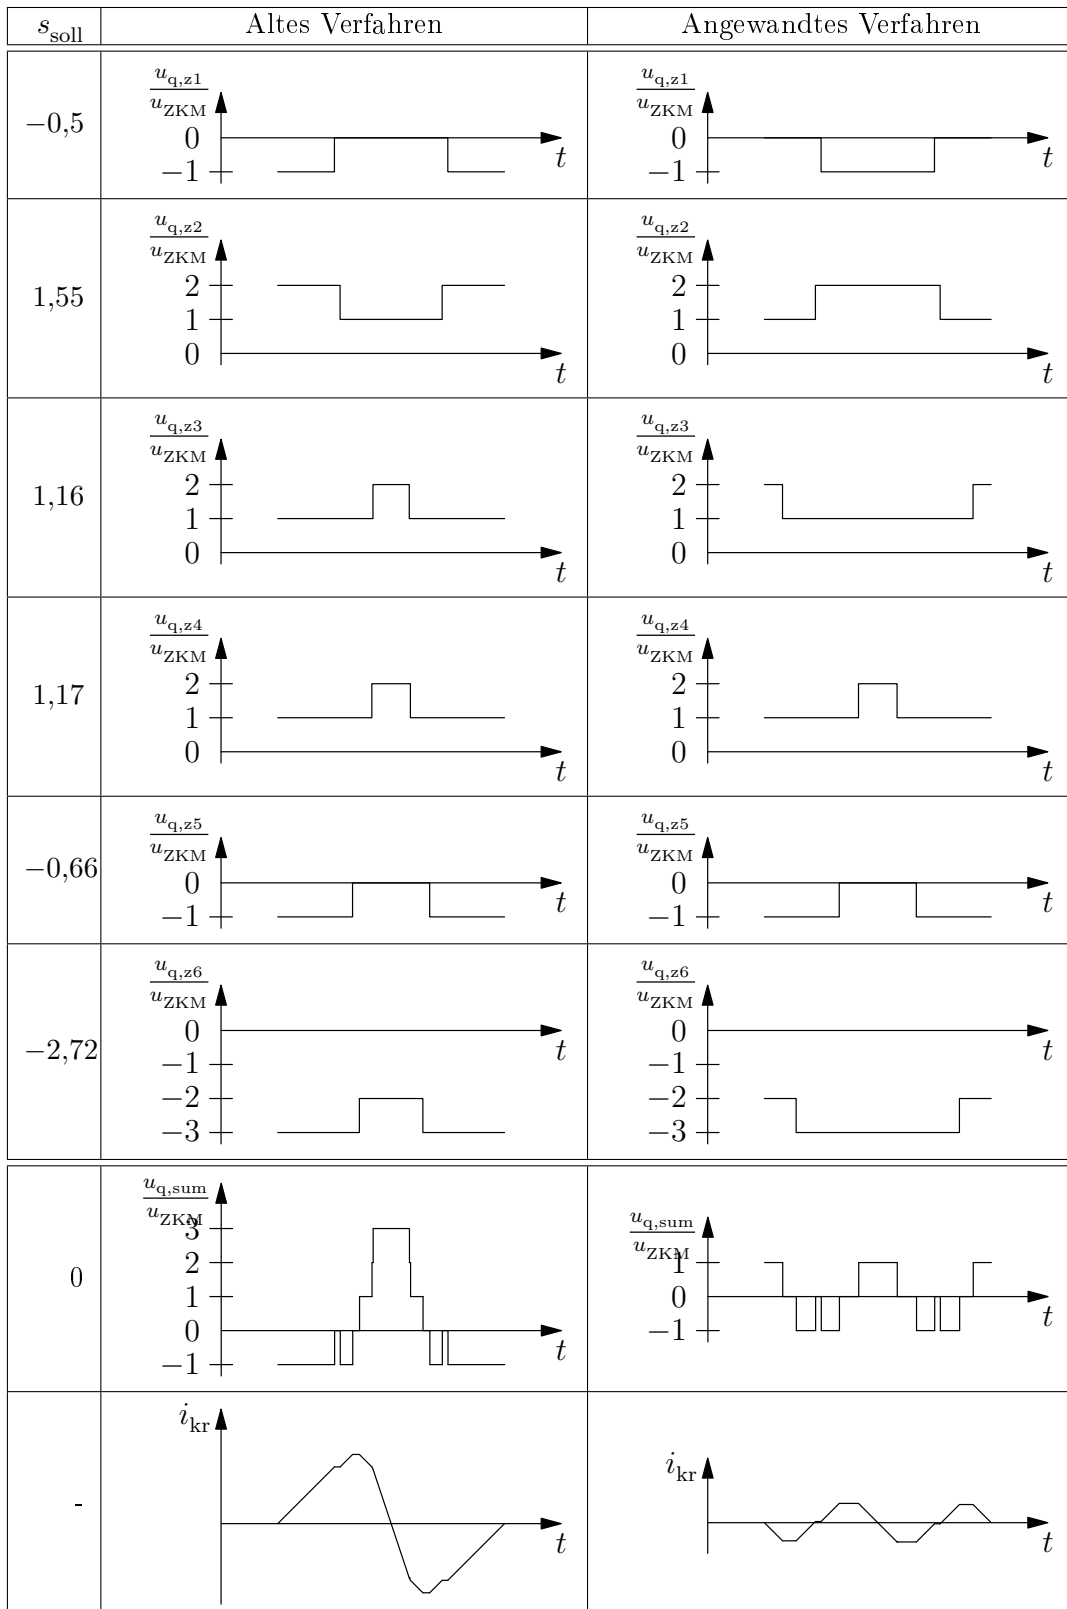 s_soll Altes Verfahren Angewandtes Verfahren
−0,5
u_q,z1 / u_ZKM
0
−1
t
u_q,z1 / u_ZKM
0
−1
t
1,55
u_q,z2 / u_ZKM
2
1
0
t
u_q,z2 / u_ZKM
2
1
0
t
1,16
u_q,z3 / u_ZKM
2
1
0
t
u_q,z3 / u_ZKM
2
1
0
t
1,17
u_q,z4 / u_ZKM
2
1
0
t
u_q,z4 / u_ZKM
2
1
0
t
−0,66
u_q,z5 / u_ZKM
0
−1
t
u_q,z5 / u_ZKM
0
−1
t
−2,72
u_q,z6 / u_ZKM
0
−1
−2
−3
t
u_q,z6 / u_ZKM
0
−1
−2
−3
t
0
u_q,sum / u_ZKM
3
2
1
0
−1
t
u_q,sum / u_ZKM
1
0
−1
t
-
i_kr
t
i_kr
t